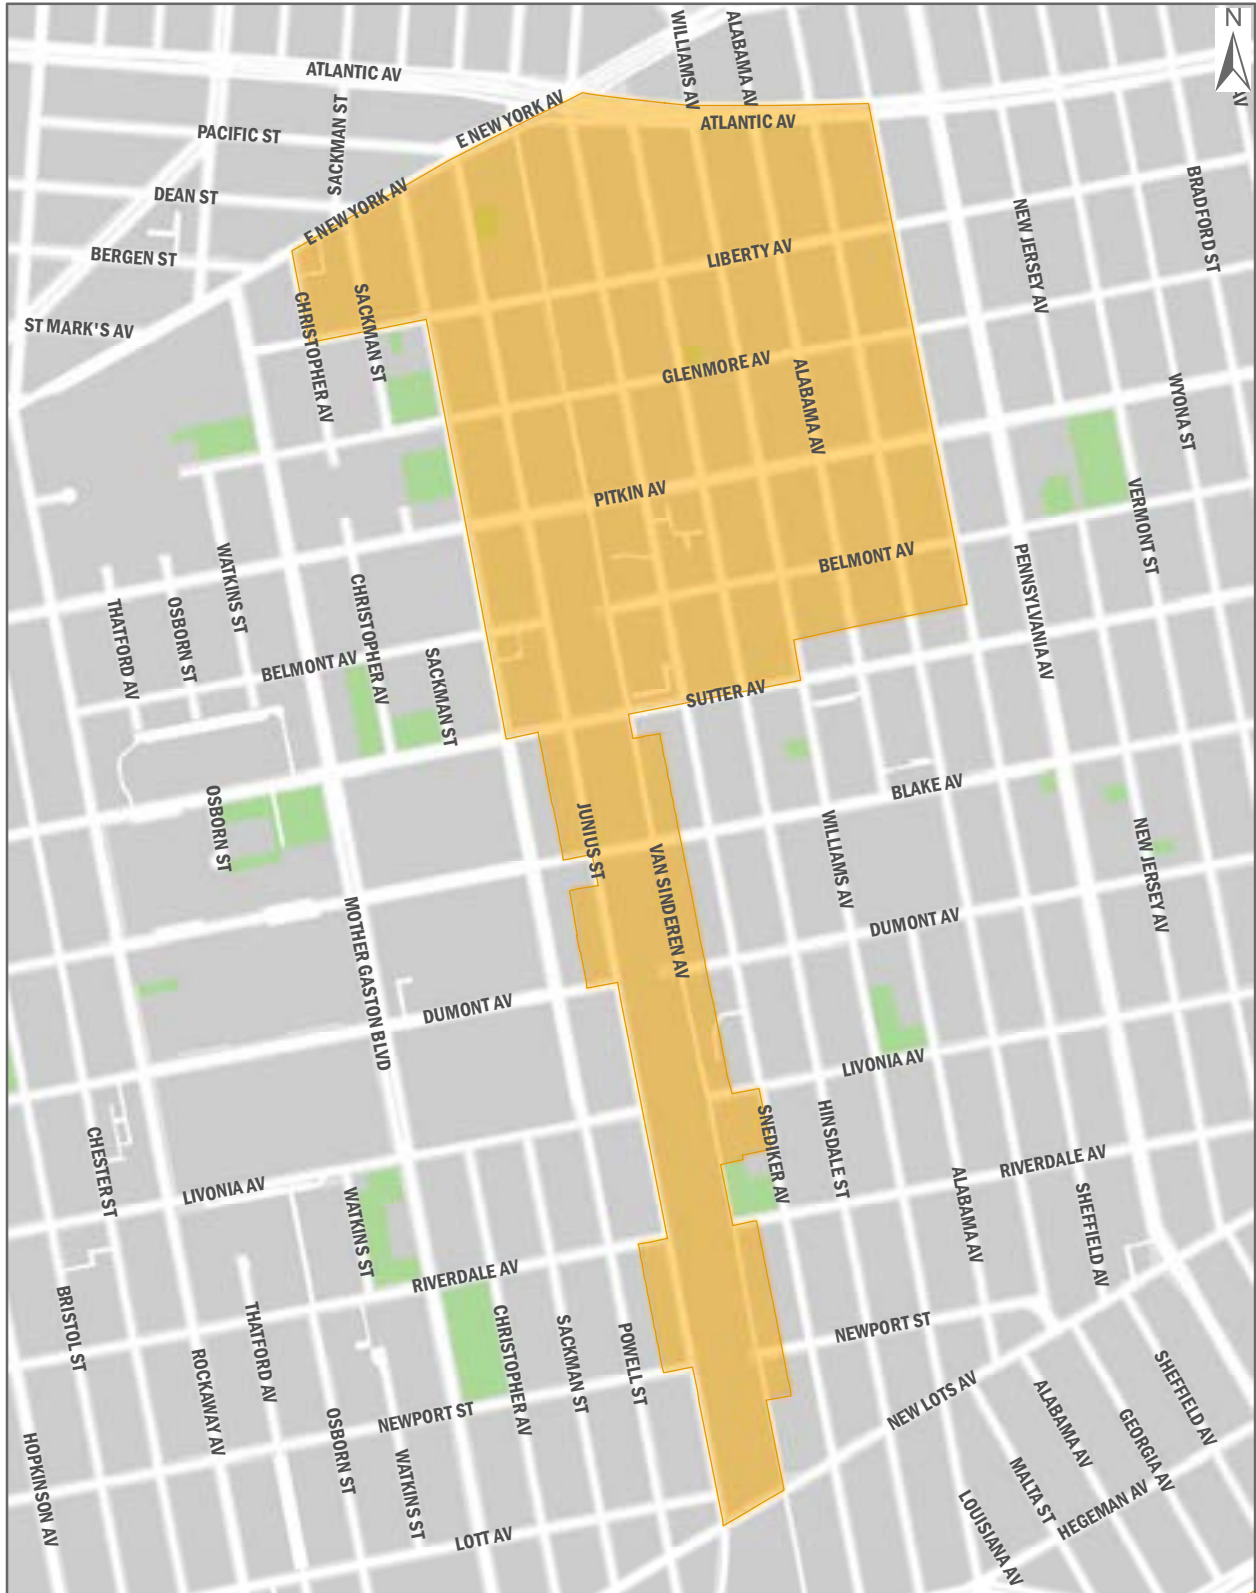 N
WILLIAMS AV
ALABAMA AV
AV
ATLANTIC AV
SACKMAN ST
E NEW YORK AV
ATLANTIC AV
PACIFIC ST
DEAN ST
E NEW YORK AV
BRADFORD ST
NEW JERSEY AV
BERGEN ST
LIBERTY AV
ST MARK'S AV
CHRISTOPHER AV
SACKMAN ST
GLENMORE AV
ALABAMA AV
WYONA ST
PITKIN AV
VERMONT ST
WATKINS ST
BELMONT AV
PENNSYLVANIA AV
THATFORD AV
OSBORN ST
CHRISTOPHER AV
BELMONT AV
SACKMAN ST
SUTTER AV
OSBORN ST
BLAKE AV
JUNIUS ST
VAN SINDEREN AV
WILLIAMS AV
NEW JERSEY AV
MOTHER GASTON BLVD
DUMONT AV
DUMONT AV
LIVONIA AV
CHESTER ST
SNEDIKER AV
HINSDALE ST
RIVERDALE AV
LIVONIA AV
WATKINS ST
ALABAMA AV
SHEFFIELD AV
RIVERDALE AV
BRISTOL ST
THATFORD AV
CHRISTOPHER AV
SACKMAN ST
POWELL ST
NEWPORT ST
ROCKAWAY AV
NEW LOTS AV
SHEFFIELD AV
NEWPORT ST
ALABAMA AV
GEORGIA AV
HOPKINSON AV
OSBORN ST
WATKINS ST
MALTA ST
HEGEMAN AV
LOUISIANA AV
LOTT AV